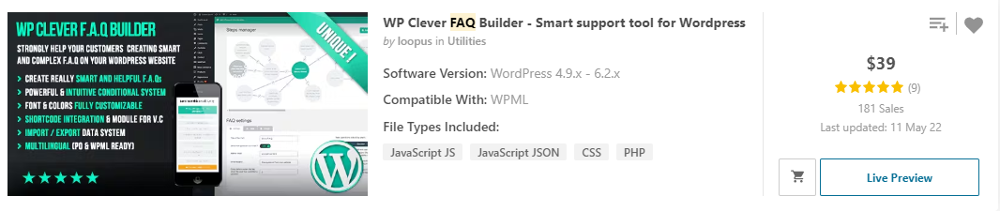 WP CLEVER F.A.Q BUILDER
STRONGLY HELP YOUR CUSTOMERS CREATING SMART
AND COMPLEX F.A.Q ON YOUR WORDPRESS WEBSITE
> CREATE REALLY SMART AND HELPFUL F.A.Qs
> POWERFUL & INTUITIVE CONDITIONAL SYSTEM
> FONT & COLORS FULLY CUSTOMIZABLE
> SHORTCODE INTEGRATION & MODULE FOR V.C
> IMPORT / EXPORT DATA SYSTEM
> MULTILINGUAL (PO & WPML READY)
Steps manager
UNIQUE !
FAQ settings
WP Clever FAQ Builder - Smart support tool for Wordpress
by loopus in Utilities
Software Version: WordPress 4.9.x - 6.2.x
Compatible With: WPML
File Types Included:
JavaScript JS JavaScript JSON CSS PHP
$39
(9)
181 Sales
Last updated: 11 May 22
Live Preview